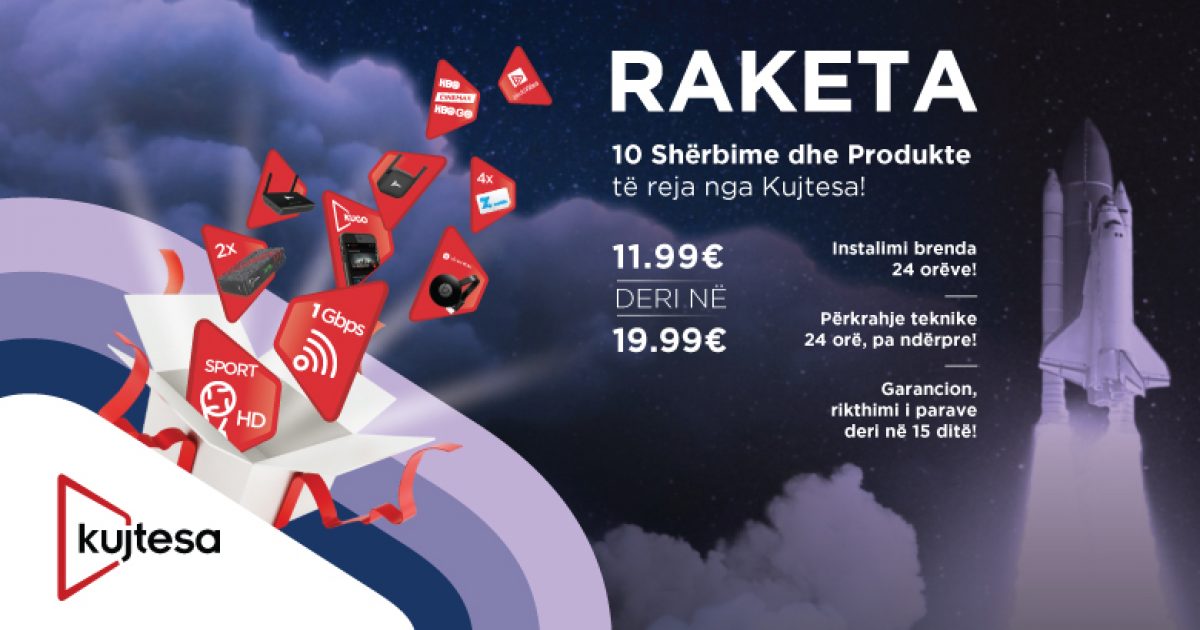 RAKETA
10 Shërbime dhe Produkte
të reja nga Kujtesa!
11.99€
DERI NË
19.99€
Instalimi brenda
24 orëve!
Përkrahje teknike
24 orë, pa ndërpre!
Garancion,
rikthimi i parave
deri në 15 ditë!
HBO
CINEMAX
HBO GO
4x
KUGO
2x
1 Gbps
SPORT
HD
kujtesa